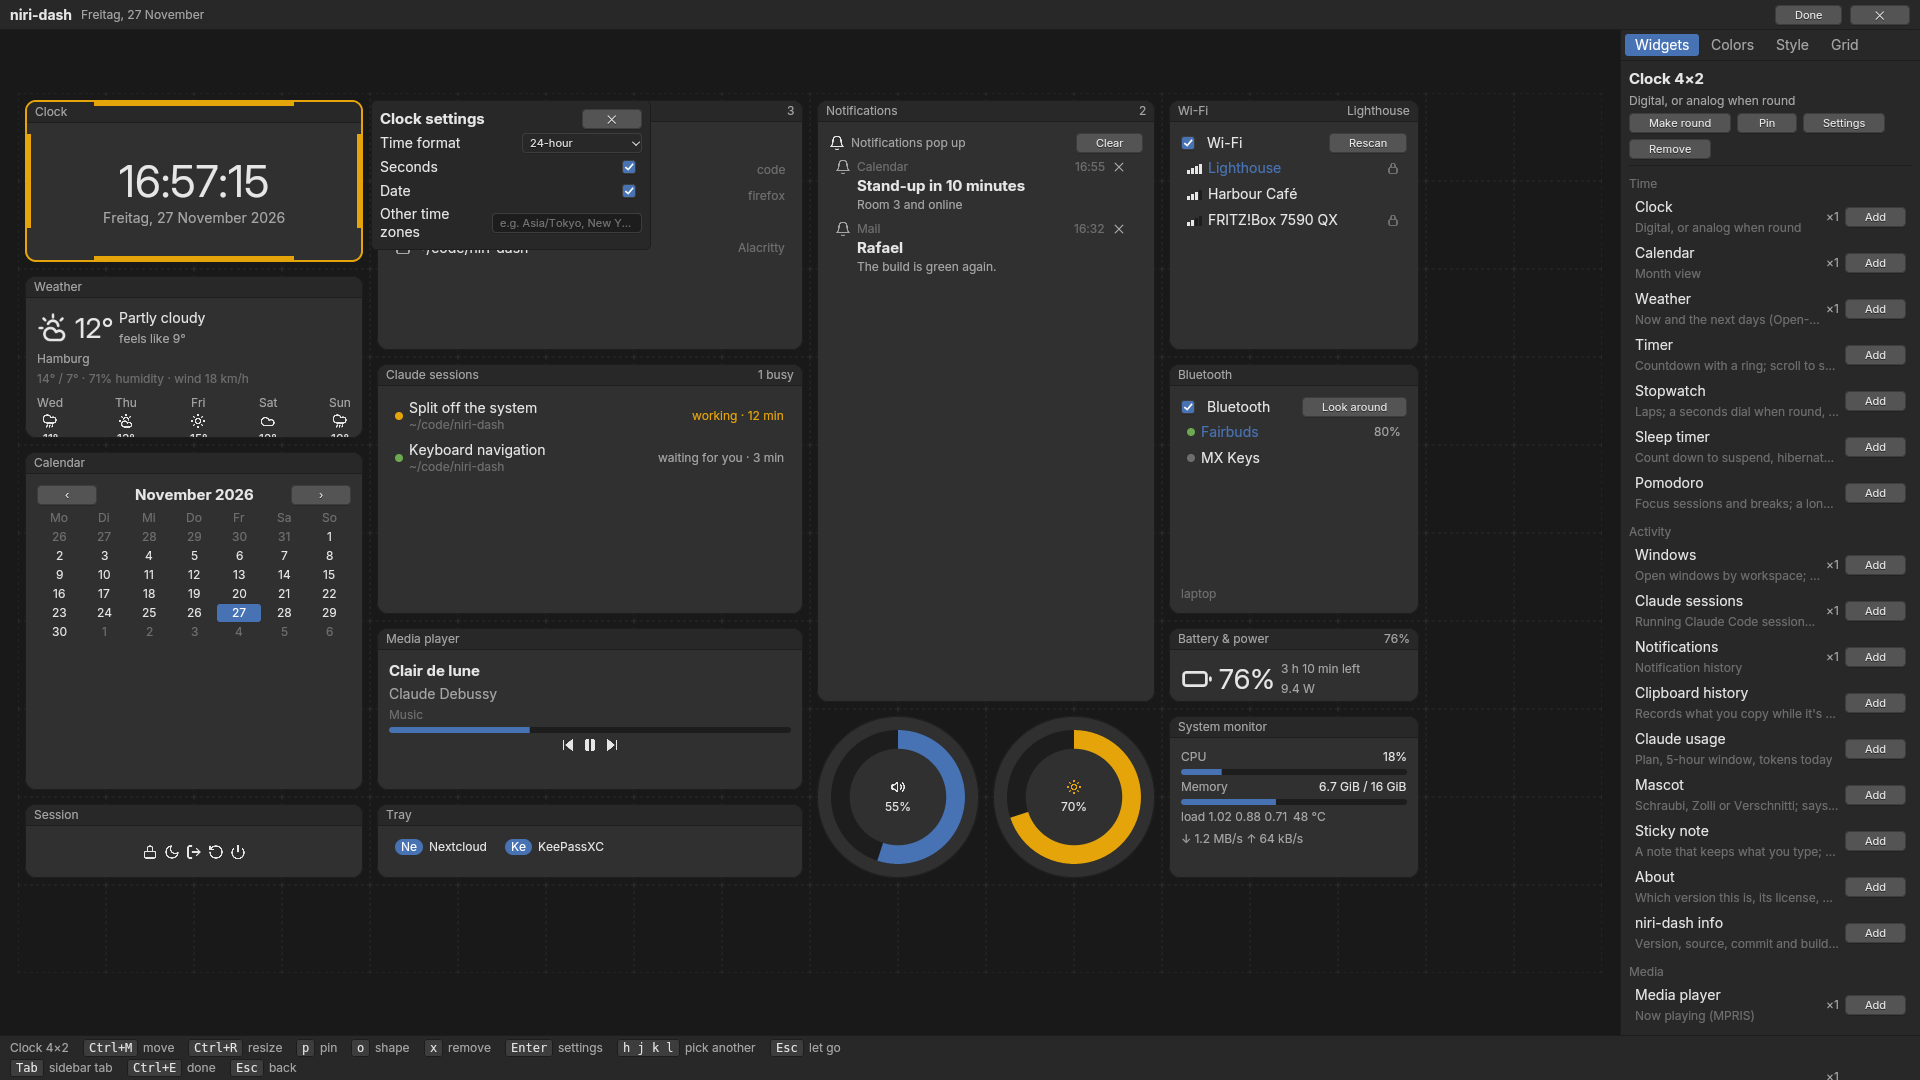 niri-dash Freitag, 27 November
Done
Clock
16:57:15
Freitag, 27 November 2026
Clock settings
Time format 24-hour
Seconds
Date
Other time zones e.g. Asia/Tokyo, New Y...
3
code
firefox
~/code/niri-dash Alacritty
Weather
12° Partly cloudy
feels like 9°
Hamburg
14° / 7° · 71% humidity · wind 18 km/h
Wed Thu Fri Sat Sun
Calendar
‹ November 2026 ›
Mo Di Mi Do Fr Sa So
26 27 28 29 30 31 1
2 3 4 5 6 7 8
9 10 11 12 13 14 15
16 17 18 19 20 21 22
23 24 25 26 27 28 29
30 1 2 3 4 5 6
Session
Claude sessions 1 busy
Split off the system working · 12 min
~/code/niri-dash
Keyboard navigation waiting for you · 3 min
~/code/niri-dash
Media player
Clair de lune
Claude Debussy
Music
Tray
Ne Nextcloud Ke KeePassXC
Notifications 2
Notifications pop up Clear
Calendar 16:55
Stand-up in 10 minutes
Room 3 and online
Mail 16:32
Rafael
The build is green again.
55%
70%
Wi-Fi Lighthouse
Wi-Fi Rescan
Lighthouse
Harbour Café
FRITZ!Box 7590 QX
Bluetooth
Bluetooth Look around
Fairbuds 80%
MX Keys
laptop
Battery & power 76%
76% 3 h 10 min left
9.4 W
System monitor
CPU 18%
Memory 6.7 GiB / 16 GiB
load 1.02 0.88 0.71 48 °C
↓ 1.2 MB/s ↑ 64 kB/s
Widgets Colors Style Grid
Clock 4×2
Digital, or analog when round
Make round Pin Settings
Remove
Time
Clock ×1 Add
Digital, or analog when round
Calendar ×1 Add
Month view
Weather ×1 Add
Now and the next days (Open-...
Timer Add
Countdown with a ring; scroll to s...
Stopwatch Add
Laps; a seconds dial when round, ...
Sleep timer Add
Count down to suspend, hibernat...
Pomodoro Add
Focus sessions and breaks; a lon...
Activity
Windows ×1 Add
Open windows by workspace; ...
Claude sessions ×1 Add
Running Claude Code session...
Notifications ×1 Add
Notification history
Clipboard history Add
Records what you copy while it's ...
Claude usage Add
Plan, 5-hour window, tokens today
Mascot Add
Schraubi, Zolli or Verschnitti; says...
Sticky note Add
A note that keeps what you type; ...
About Add
Which version this is, its license, ...
niri-dash info Add
Version, source, commit and build...
Media
Media player ×1 Add
Now playing (MPRIS)
×1
Clock 4×2 Ctrl+M move Ctrl+R resize p pin o shape x remove Enter settings h j k l pick another Esc let go
Tab sidebar tab Ctrl+E done Esc back